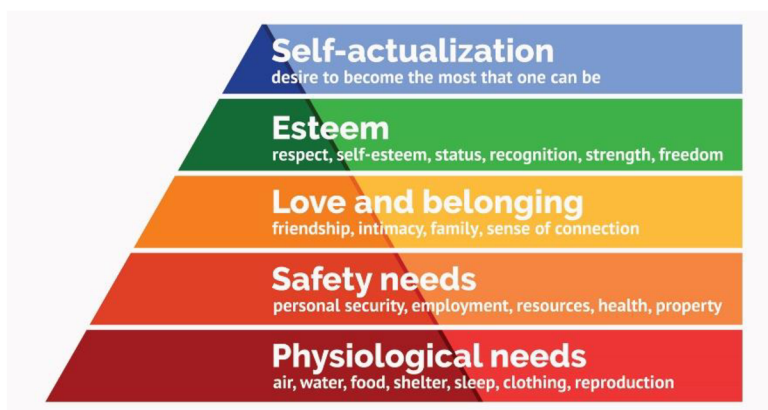 Self-actualization
desire to become the most that one can be
Esteem
respect, self-esteem, status, recognition, strength, freedom
Love and belonging
friendship, intimacy, family, sense of connection
Safety needs
personal security, employment, resources, health, property
Physiological needs
air, water, food, shelter, sleep, clothing, reproduction